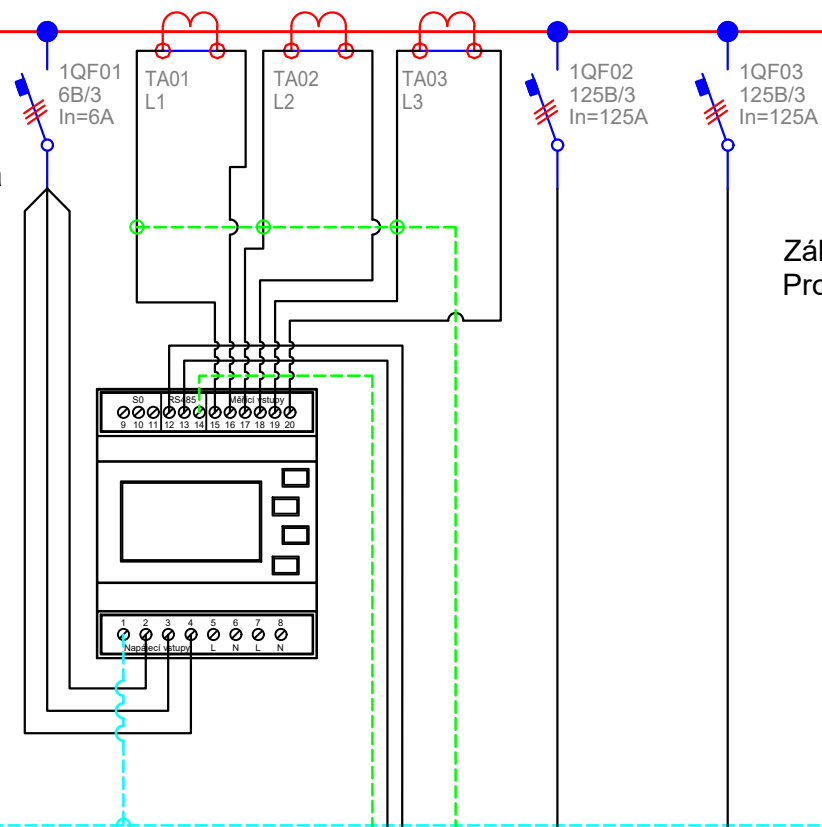 1QF01
6B/3
In=6A
TA01
L1
TA02
L2
TA03
L3
1QF02
125B/3
In=125A
1QF03
125B/3
In=125A
S0 RS485 Měřicí vstupy
9 10 11 12 13 14 15 16 17 18 19 20
1 2 3 4 5 6 7 8
Napájecí vstupy L N L N